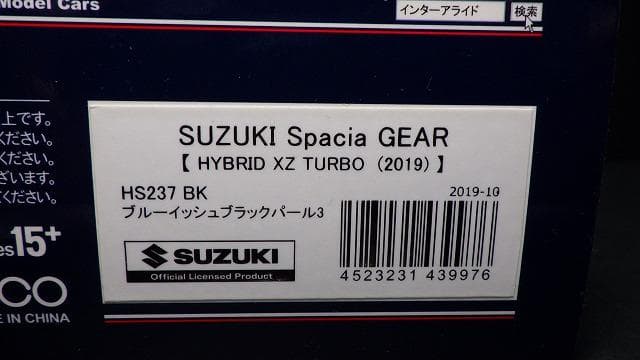 Model Cars
インターアライド 検索
上です。
ください。
ください。
ざいます。
ください。
es15+
CO
E IN CHINA
SUZUKI Spacia GEAR
【 HYBRID XZ TURBO (2019) 】
HS237 BK
2019-10
ブルーイッシュブラックパール3
SUZUKI
Official Licensed Product
4523231 439976